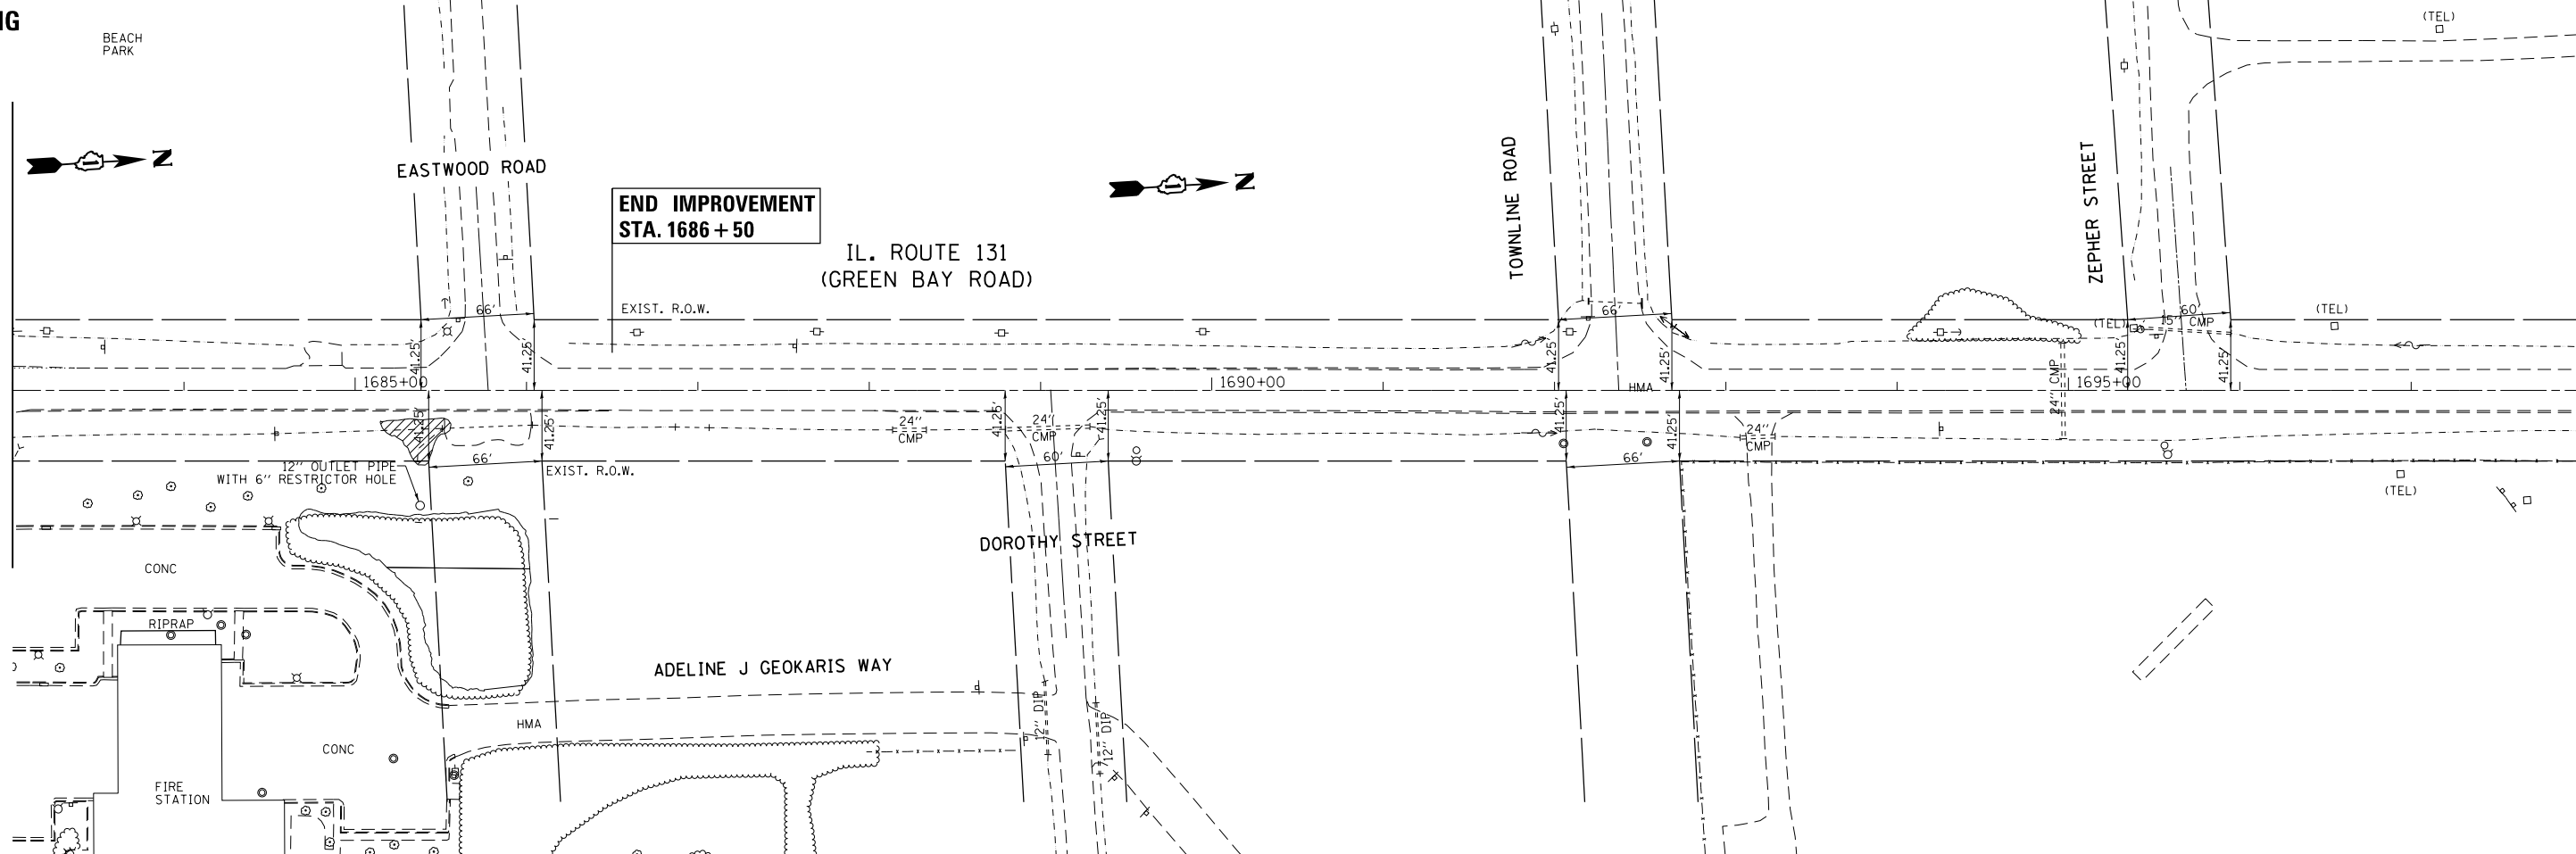 BEACH
PARK
N
EASTWOOD ROAD
END IMPROVEMENT
STA. 1686 + 50
IL. ROUTE 131
(GREEN BAY ROAD)
N
TOWNLINE ROAD
ZEPHER STREET
(TEL)
EXIST. R.O.W.
66'
66'
60'
(TEL)
15" CMP
(TEL)
41.25'
41.25'
41.25'
41.25'
41.25'
41.25'
1685+00
1690+00
HMA
24" CMP
1695+00
41.25'
41.25'
24"
CMP
41.25'
24"
CMP
41.25'
41.25'
41.25'
24"
CMP
66'
60'
66'
12" OUTLET PIPE
WITH 6" RESTRICTOR HOLE
EXIST. R.O.W.
(TEL)
DOROTHY STREET
CONC
RIPRAP
ADELINE J GEOKARIS WAY
12" DIP
12" DIP
HMA
CONC
FIRE
STATION